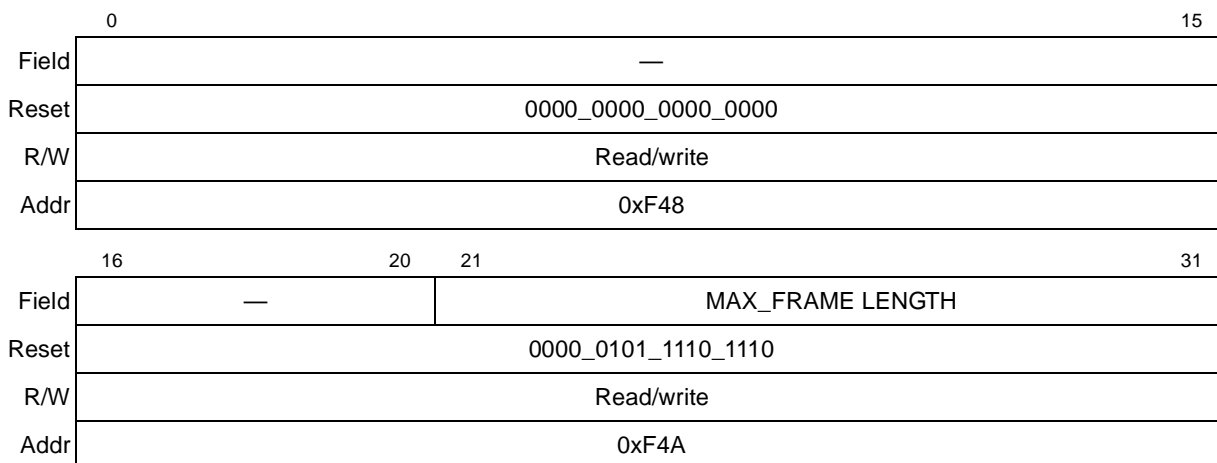 0 15
Field —
Reset 0000_0000_0000_0000
R/W Read/write
Addr 0xF48
16 20 21 31
Field — MAX_FRAME LENGTH
Reset 0000_0101_1110_1110
R/W Read/write
Addr 0xF4A